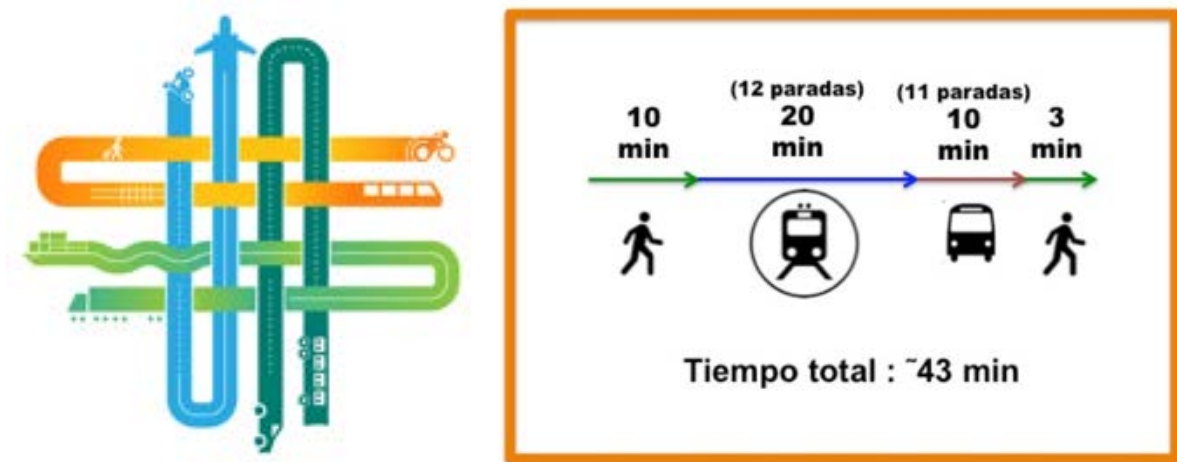 (12 paradas) (11 paradas)
10 20 10 3
min min min min
Tiempo total : ~43 min